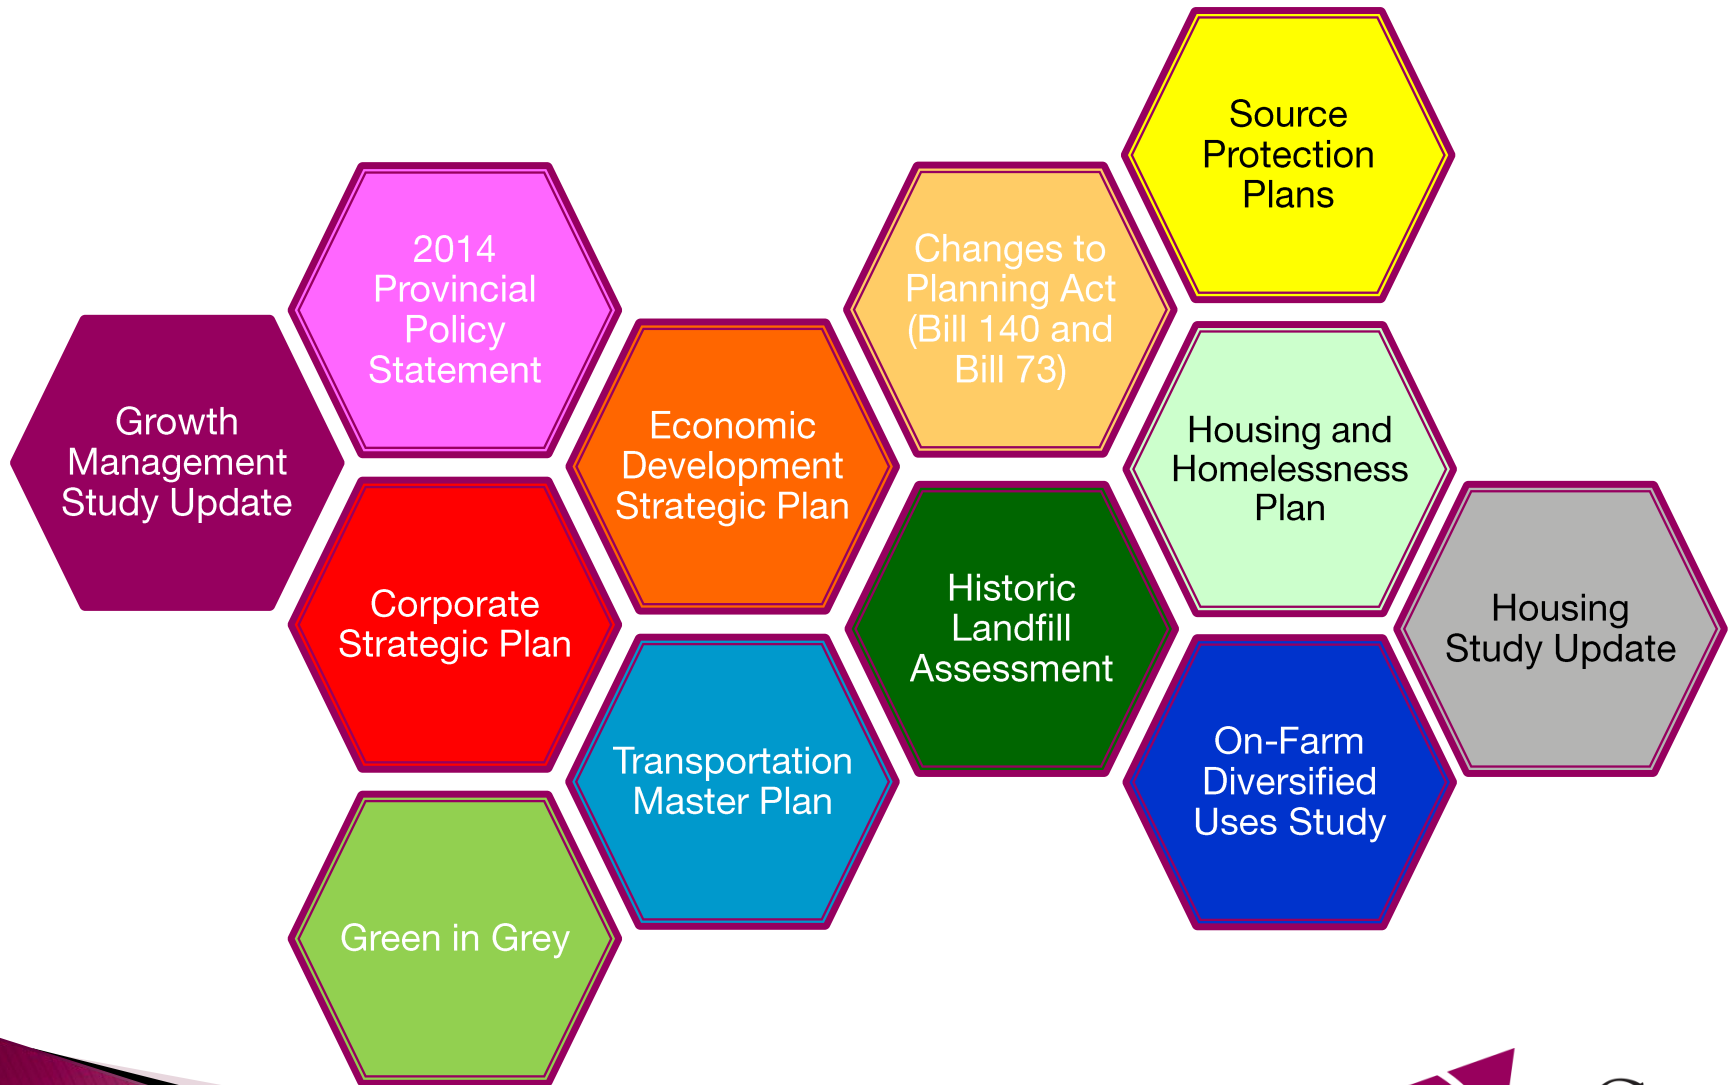 Growth
Management
Study Update
2014
Provincial
Policy
Statement
Corporate
Strategic Plan
Green in Grey
Economic
Development
Strategic Plan
Transportation
Master Plan
Changes to
Planning Act
(Bill 140 and
Bill 73)
Historic
Landfill
Assessment
Source
Protection
Plans
Housing and
Homelessness
Plan
On-Farm
Diversified
Uses Study
Housing
Study Update